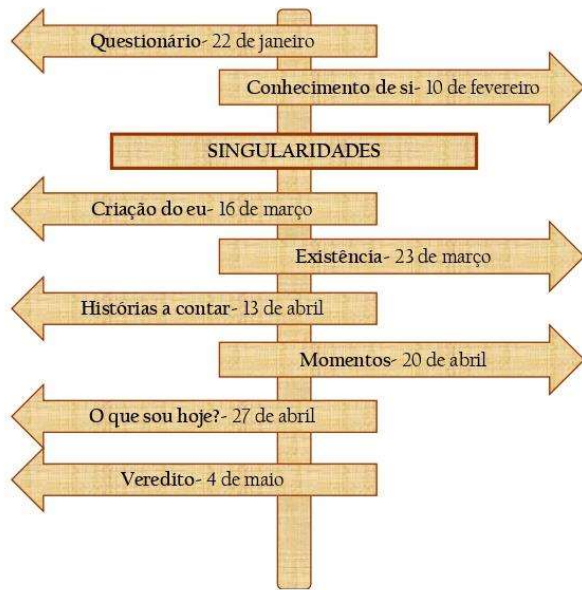 Questionário- 22 de janeiro
Conhecimento de si- 10 de fevereiro
SINGULARIDADES
Criação do eu- 16 de março
Existência- 23 de março
Histórias a contar- 13 de abril
Momentos- 20 de abril
O que sou hoje?- 27 de abril
Veredito- 4 de maio